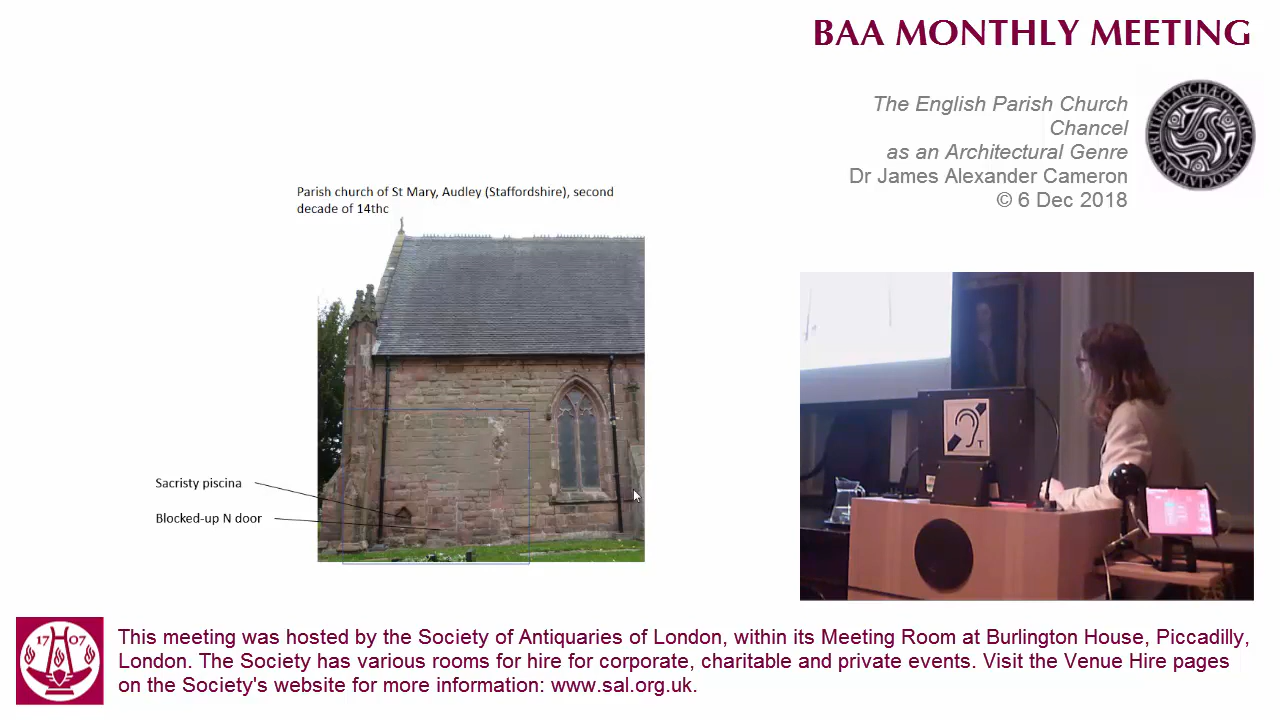 BAA MONTHLY MEETING
The English Parish Church
Chancel
as an Architectural Genre
Dr James Alexander Cameron
© 6 Dec 2018
BRITISH ARCHÆOLOGICAL ASSOCIATION
Parish church of St Mary, Audley (Staffordshire), second
decade of 14thc
Sacristy piscina
Blocked-up N door
T
1707
This meeting was hosted by the Society of Antiquaries of London, within its Meeting Room at Burlington House, Piccadilly,
London. The Society has various rooms for hire for corporate, charitable and private events. Visit the Venue Hire pages
on the Society's website for more information: www.sal.org.uk.